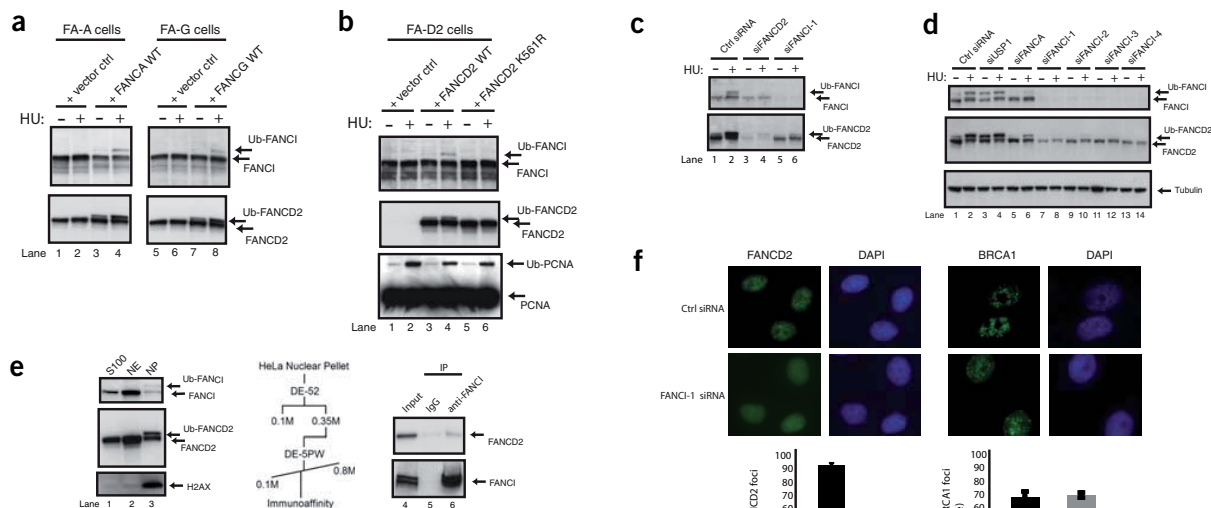 a
FA-A cells
FA-G cells
+ vector ctrl
+ FANCA WT
+ vector ctrl
+ FANCG WT
HU: – + – + – + – +
Ub-FANCI
FANCI
Ub-FANCD2
FANCD2
Lane 1 2 3 4 5 6 7 8
b
FA-D2 cells
+ vector ctrl
+ FANCD2 WT
+ FANCD2 K561R
HU: – + – + – +
Ub-FANCI
FANCI
Ub-FANCD2
FANCD2
Ub-PCNA
PCNA
Lane 1 2 3 4 5 6
c
Ctrl siRNA
siFANCD2
siFANCI-1
HU: – + – + – +
Ub-FANCI
FANCI
Ub-FANCD2
FANCD2
Lane 1 2 3 4 5 6
d
Ctrl siRNA
siUSP1
siFANCA
siFANCI-1
siFANCI-2
siFANCI-3
siFANCI-4
HU: – + – + – + – + – + – + – +
Ub-FANCI
FANCI
Ub-FANCD2
FANCD2
Tubulin
Lane 1 2 3 4 5 6 7 8 9 10 11 12 13 14
e
S100 NE NP
Ub-FANCI
FANCI
Ub-FANCD2
FANCD2
H2AX
Lane 1 2 3
HeLa Nuclear Pellet
DE-52
0.1M 0.35M
DE-5PW
0.1M 0.8M
Immunoaffinity
IP
Input
IgG
anti-FANCI
FANCD2
FANCI
4 5 6
f
FANCD2 DAPI BRCA1 DAPI
Ctrl siRNA
FANCI-1 siRNA
100
90
80
70
60
NCD2 foci
100
90
80
70
60
RCA1 foci